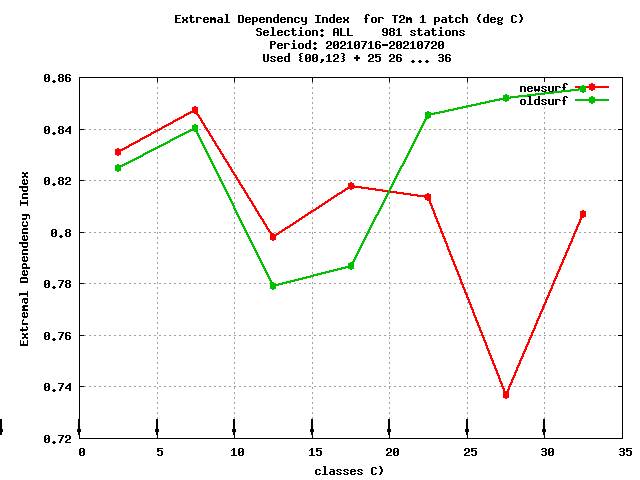 Extremal Dependency Index  for T2m 1 patch (deg C)
Selection: ALL    981 stations
Period: 20210716-20210720
Used {00,12} + 25 26 ... 36
newsurf
oldsurf
Extremal Dependency Index
0.86
0.84
0.82
0.8
0.78
0.76
0.74
0.72
0
5
10
15
20
25
30
35
classes C)